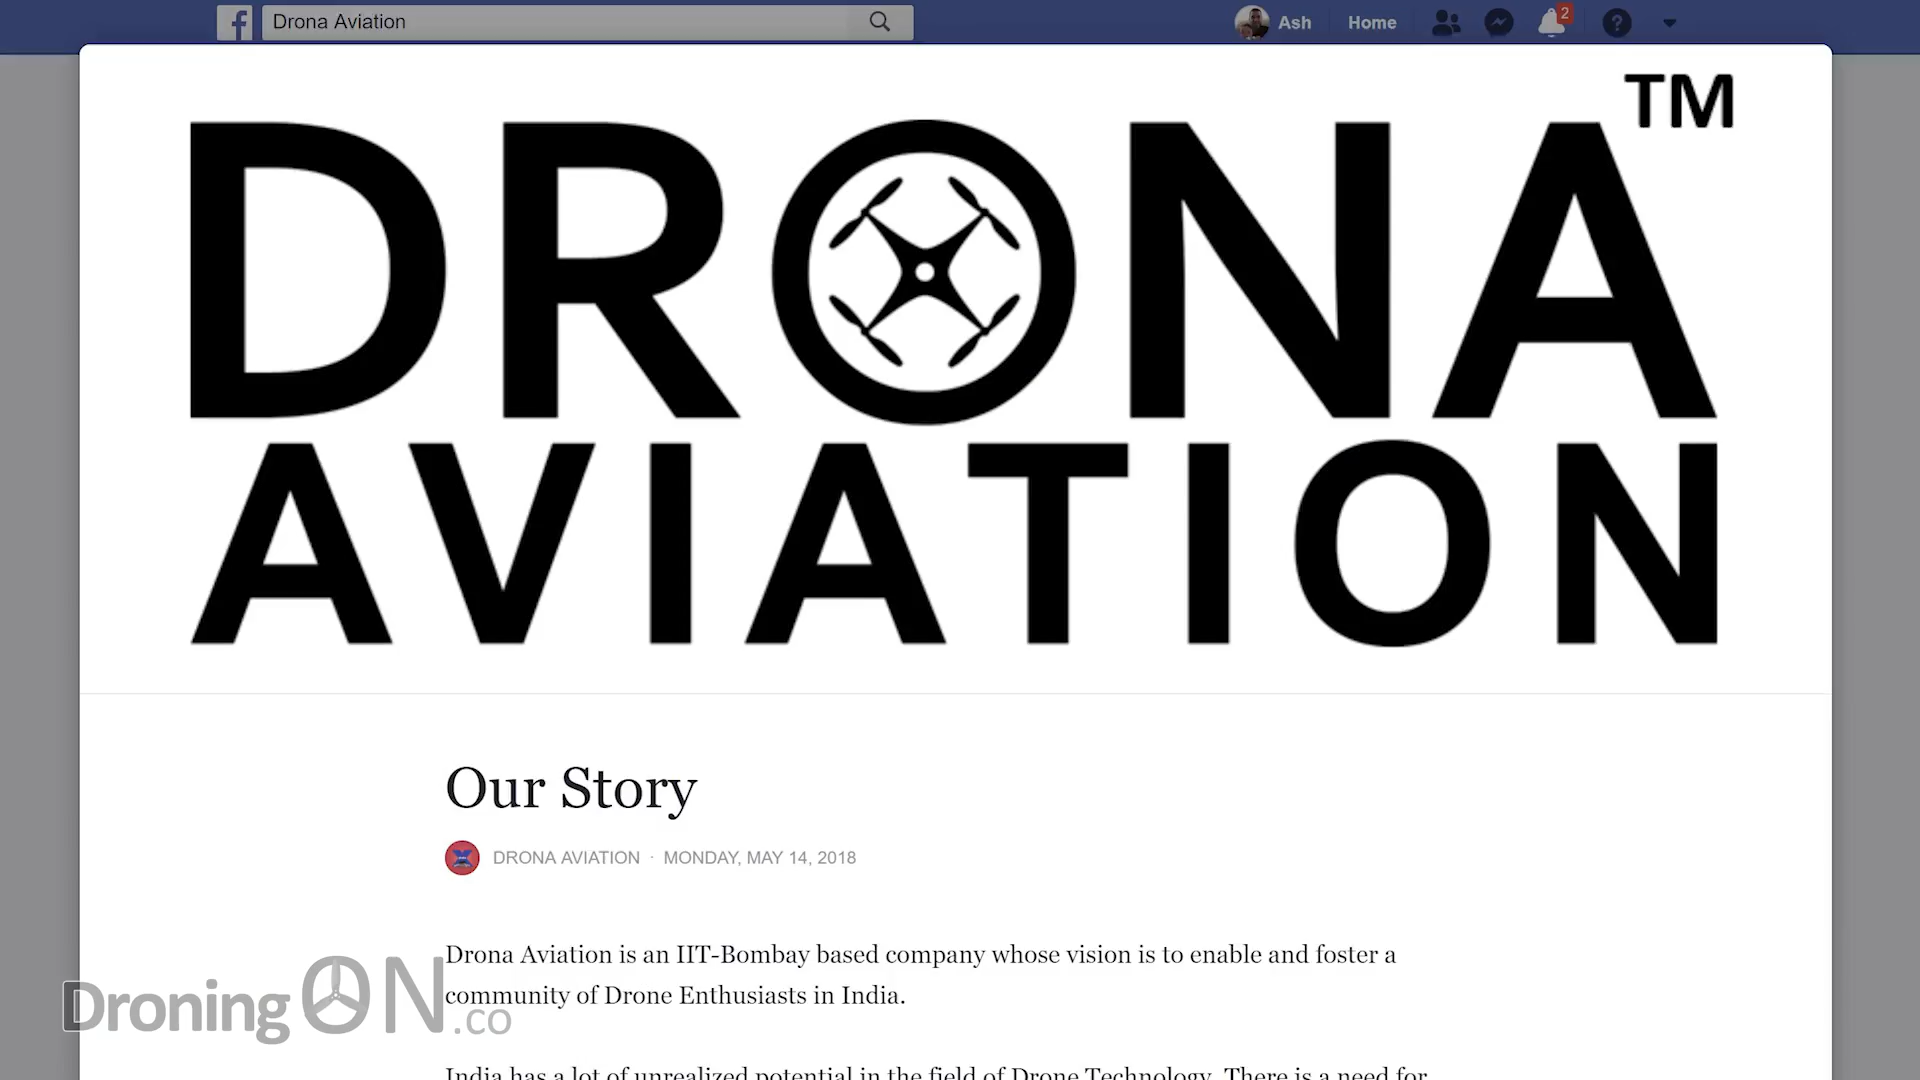 Drona Aviation
Ash
Home
2
?
DRONA
TM
AVIATION
Our Story
DRONA AVIATION · MONDAY, MAY 14, 2018
Drona Aviation is an IIT-Bombay based company whose vision is to enable and foster a
community of Drone Enthusiasts in India.
DroningON.co
India has a lot of unrealized potential in the field of Drone Technology. There is a need for